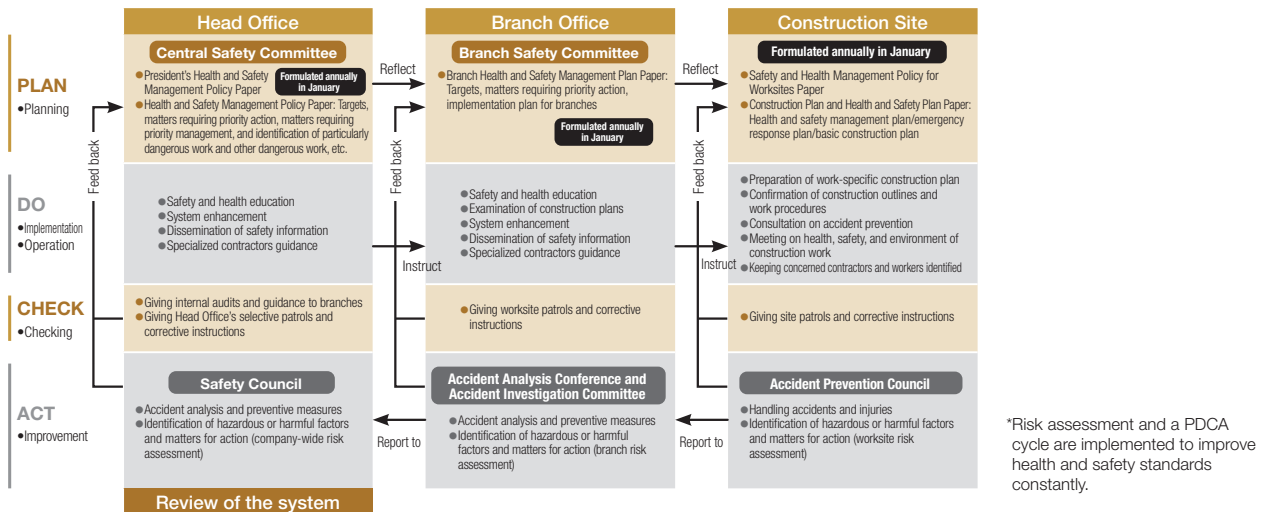 Head Office
Branch Office
Construction Site
PLAN
•Planning
Central Safety Committee
●President's Health and Safety
Management Policy Paper
Formulated annually
in January
●Health and Safety Management Policy Paper: Targets,
matters requiring priority action, matters requiring
priority management, and identification of particularly
dangerous work and other dangerous work, etc.
Reflect
Branch Safety Committee
●Branch Health and Safety Management Plan Paper:
Targets, matters requiring priority action,
implementation plan for branches
Formulated annually
in January
Reflect
Formulated annually
in January
●Safety and Health Management Policy for
Worksites Paper
●Construction Plan and Health and Safety Plan Paper:
Health and safety management plan/emergency
response plan/basic construction plan
Feed back
Feed back
Feed back
DO
•Implementation
•Operation
●Safety and health education
●System enhancement
●Dissemination of safety information
●Specialized contractors guidance
Instruct
●Safety and health education
●Examination of construction plans
●System enhancement
●Dissemination of safety information
●Specialized contractors guidance
Instruct
●Preparation of work-specific construction plan
●Confirmation of construction outlines and
work procedures
●Consultation on accident prevention
●Meeting on health, safety, and environment of
construction work
●Keeping concerned contractors and workers identified
CHECK
•Checking
●Giving internal audits and guidance to branches
●Giving Head Office's selective patrols and
corrective instructions
●Giving worksite patrols and corrective
instructions
●Giving site patrols and corrective instructions
ACT
•Improvement
Safety Council
●Accident analysis and preventive measures
●Identification of hazardous or harmful factors
and matters for action (company-wide risk
assessment)
Report to
Accident Analysis Conference and
Accident Investigation Committee
●Accident analysis and preventive measures
●Identification of hazardous or harmful
factors and matters for action (branch risk
assessment)
Report to
Accident Prevention Council
●Handling accidents and injuries
●Identification of hazardous or harmful factors
and matters for action (worksite risk
assessment)
Review of the system
*Risk assessment and a PDCA
cycle are implemented to improve
health and safety standards
constantly.